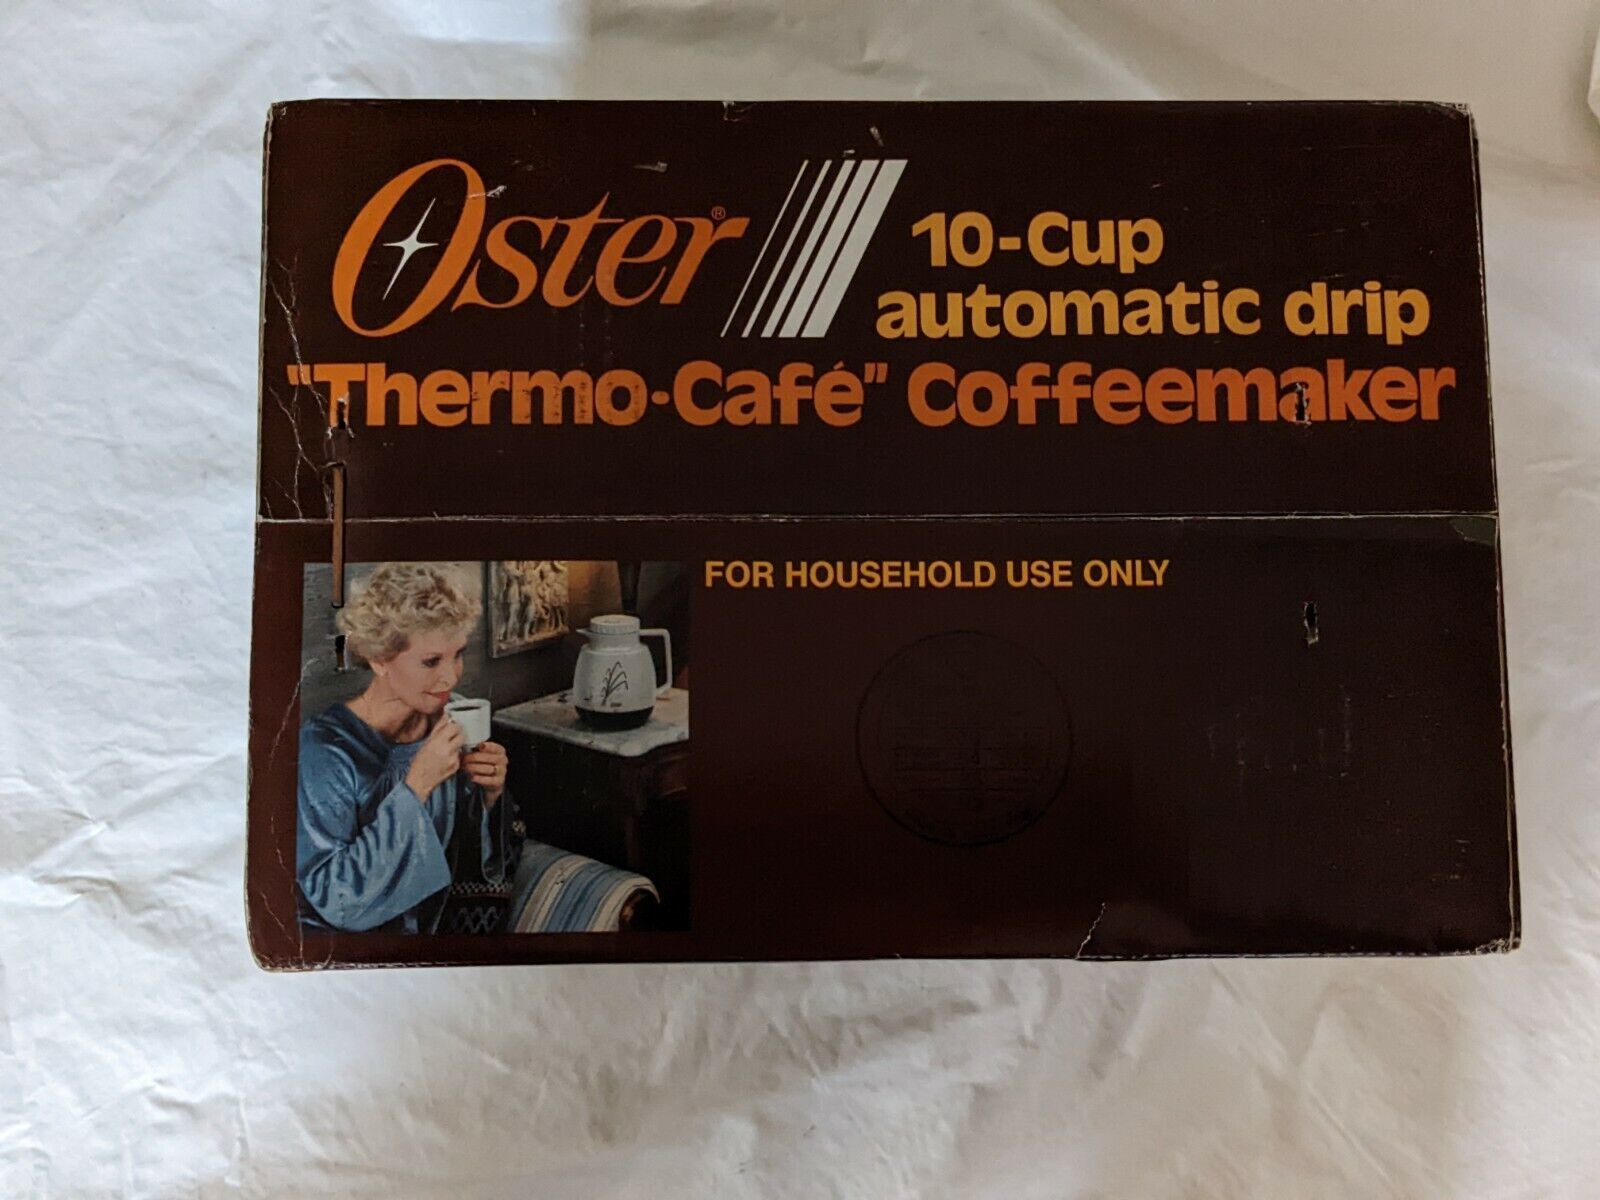 Oster®
10-Cup
automatic drip
"Thermo·Café" Coffeemaker
FOR HOUSEHOLD USE ONLY